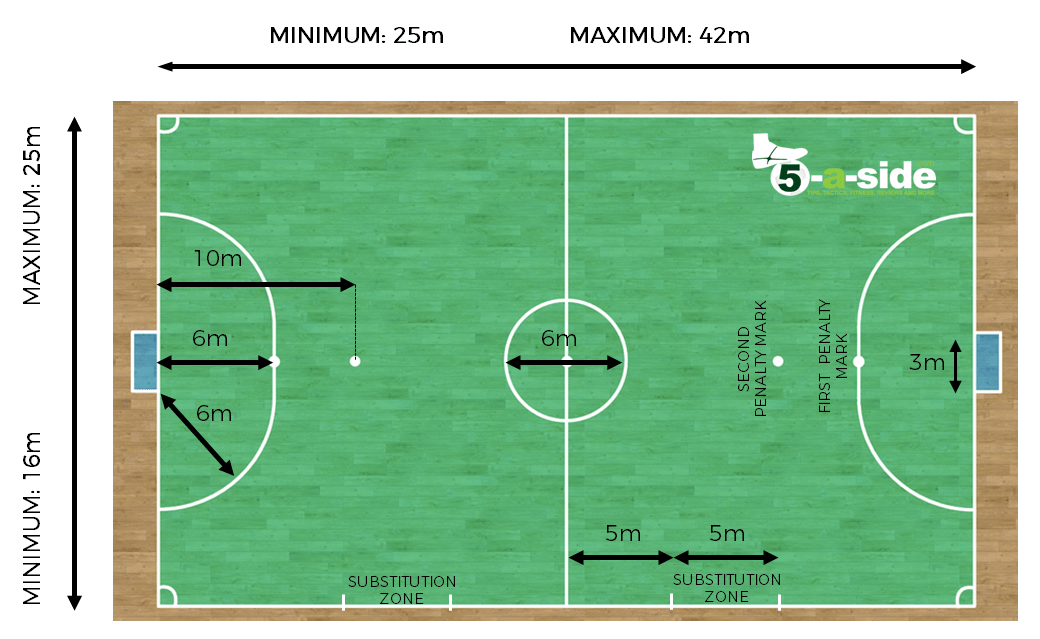 MINIMUM: 25m
MAXIMUM: 42m
MAXIMUM: 25m
MINIMUM: 16m
5-a-side
10m
6m
6m
6m
SECOND
PENALTY MARK
FIRST PENALTY
MARK
3m
5m
5m
SUBSTITUTION
ZONE
SUBSTITUTION
ZONE